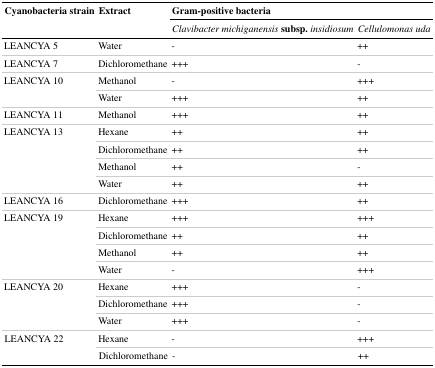 Cyanobacteria strain Extract Gram-positive bacteria
Clavibacter michiganensis subsp. insidiosum Cellulomonas uda
LEANCYA 5 Water - ++
LEANCYA 7 Dichloromethane +++ -
LEANCYA 10 Methanol - +++
Water +++ ++
LEANCYA 11 Methanol +++ ++
LEANCYA 13 Hexane ++ ++
Dichloromethane ++ ++
Methanol ++ -
Water ++ ++
LEANCYA 16 Dichloromethane +++ ++
LEANCYA 19 Hexane +++ +++
Dichloromethane ++ ++
Methanol ++ ++
Water - +++
LEANCYA 20 Hexane +++ -
Dichloromethane +++ -
Water +++ -
LEANCYA 22 Hexane - +++
Dichloromethane - ++